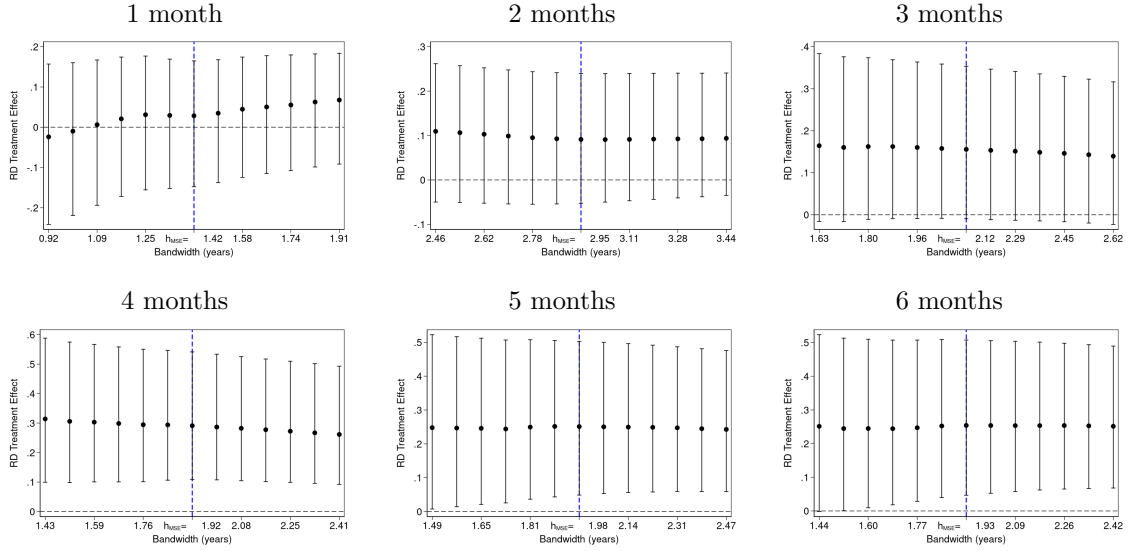 1 month
2 months
3 months
RD Treatment Effect
.2
.1
0
-.1
-.2
0.92 1.09 1.25 h_MSE= 1.42 1.58 1.74 1.91
Bandwidth (years)
RD Treatment Effect
.3
.2
.1
0
-.1
2.46 2.62 2.78 h_MSE= 2.95 3.11 3.28 3.44
Bandwidth (years)
RD Treatment Effect
.4
.3
.2
.1
0
1.63 1.80 1.96 h_MSE= 2.12 2.29 2.45 2.62
Bandwidth (years)
4 months
5 months
6 months
RD Treatment Effect
.6
.5
.4
.3
.2
.1
0
1.43 1.59 1.76 h_MSE= 1.92 2.08 2.25 2.41
Bandwidth (years)
RD Treatment Effect
.5
.4
.3
.2
.1
0
1.49 1.65 1.81 h_MSE= 1.98 2.14 2.31 2.47
Bandwidth (years)
RD Treatment Effect
.5
.4
.3
.2
.1
0
1.44 1.60 1.77 h_MSE= 1.93 2.09 2.26 2.42
Bandwidth (years)